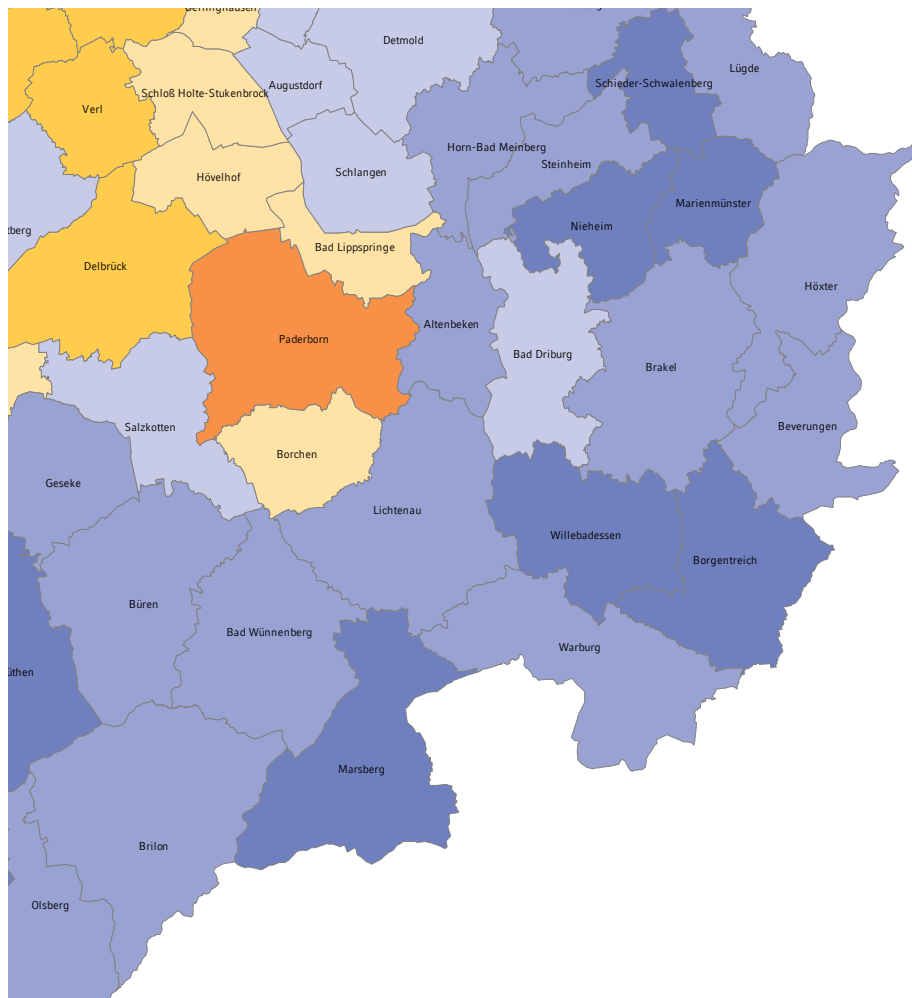 Detmold
Lügde
Augustdorf
Schieder-Schwalenberg
Schloß Holte-Stukenbrock
Verl
Horn-Bad Meinberg
Steinheim
Schlangen
Hövelhof
Marienmünster
Nieheim
Bad Lippspringe
Delbrück
Höxter
Altenbeken
Paderborn
Bad Driburg
Brakel
Salzkotten
Beverungen
Borchen
Geseke
Lichtenau
Willebadessen
Borgentreich
Büren
Bad Wünnenberg
Warburg
üthen
Marsberg
Brilon
Olsberg